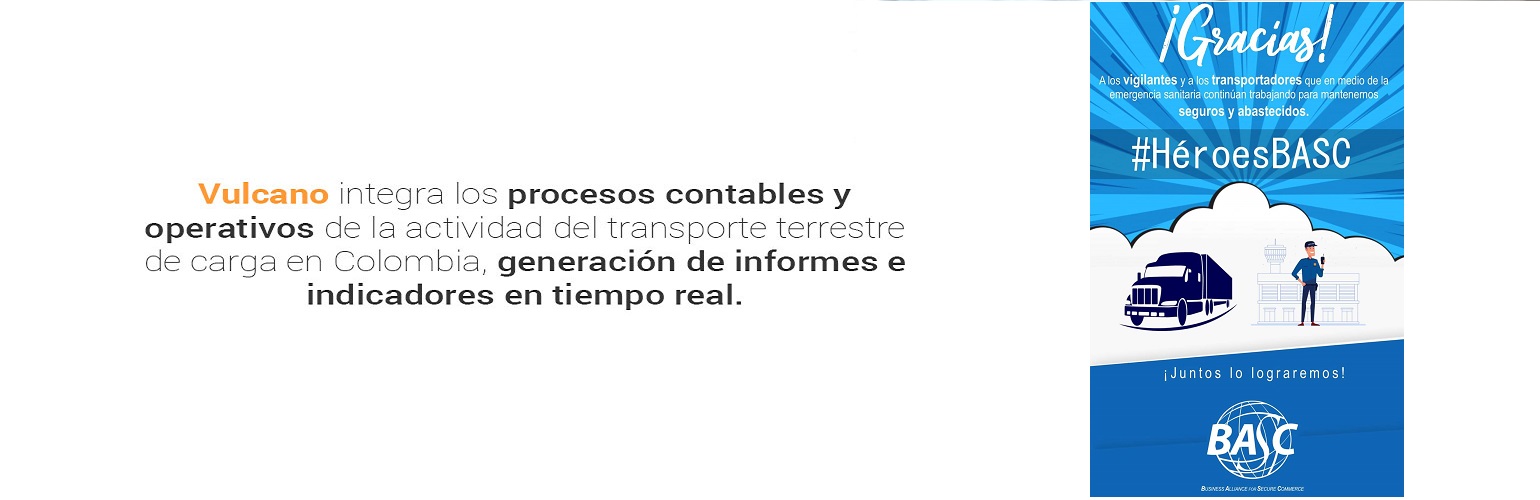 Vulcano integra los procesos contables y
operativos de la actividad del transporte terrestre
de carga en Colombia, generación de informes e
indicadores en tiempo real.
¡Gracias!
A los vigilantes y a los transportadores que en medio de la
emergencia sanitaria continúan trabajando para mantenernos
seguros y abastecidos.
#HéroesBASC
¡Juntos lo lograremos!
BASC
BUSINESS ALLIANCE FOR SECURE COMMERCE